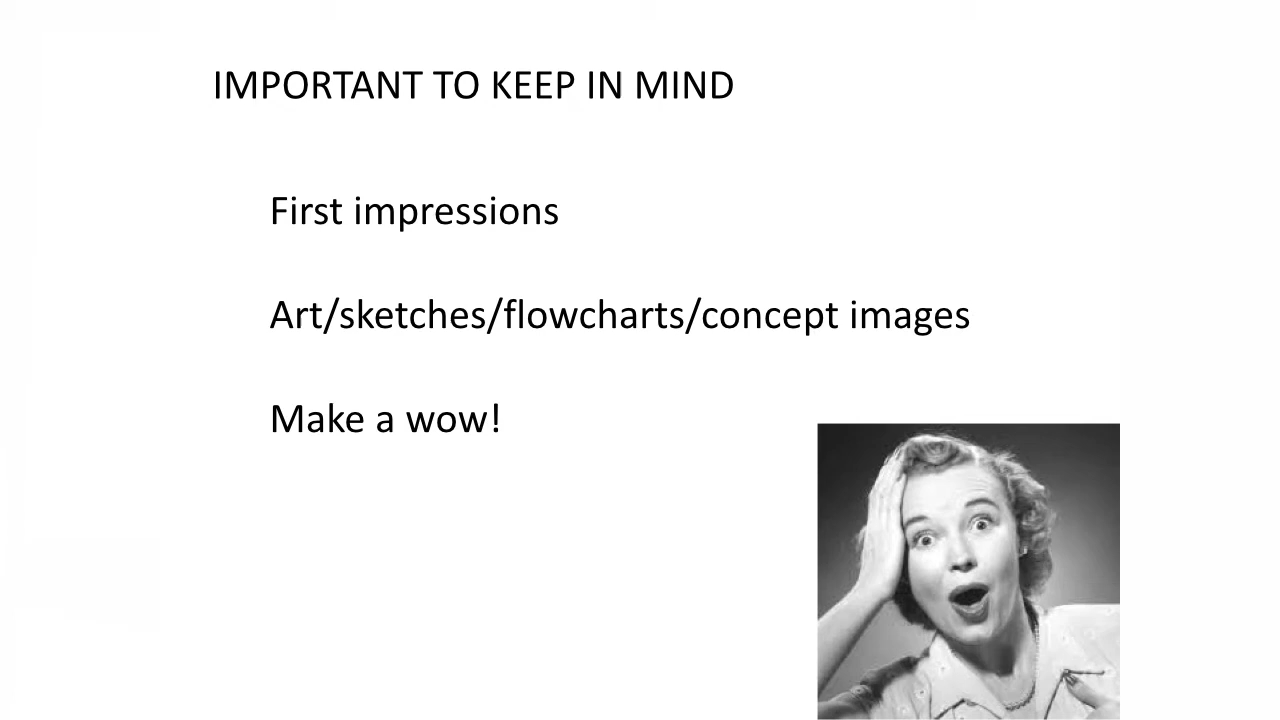 IMPORTANT TO KEEP IN MIND
First impressions
Art/sketches/flowcharts/concept images
Make a wow!